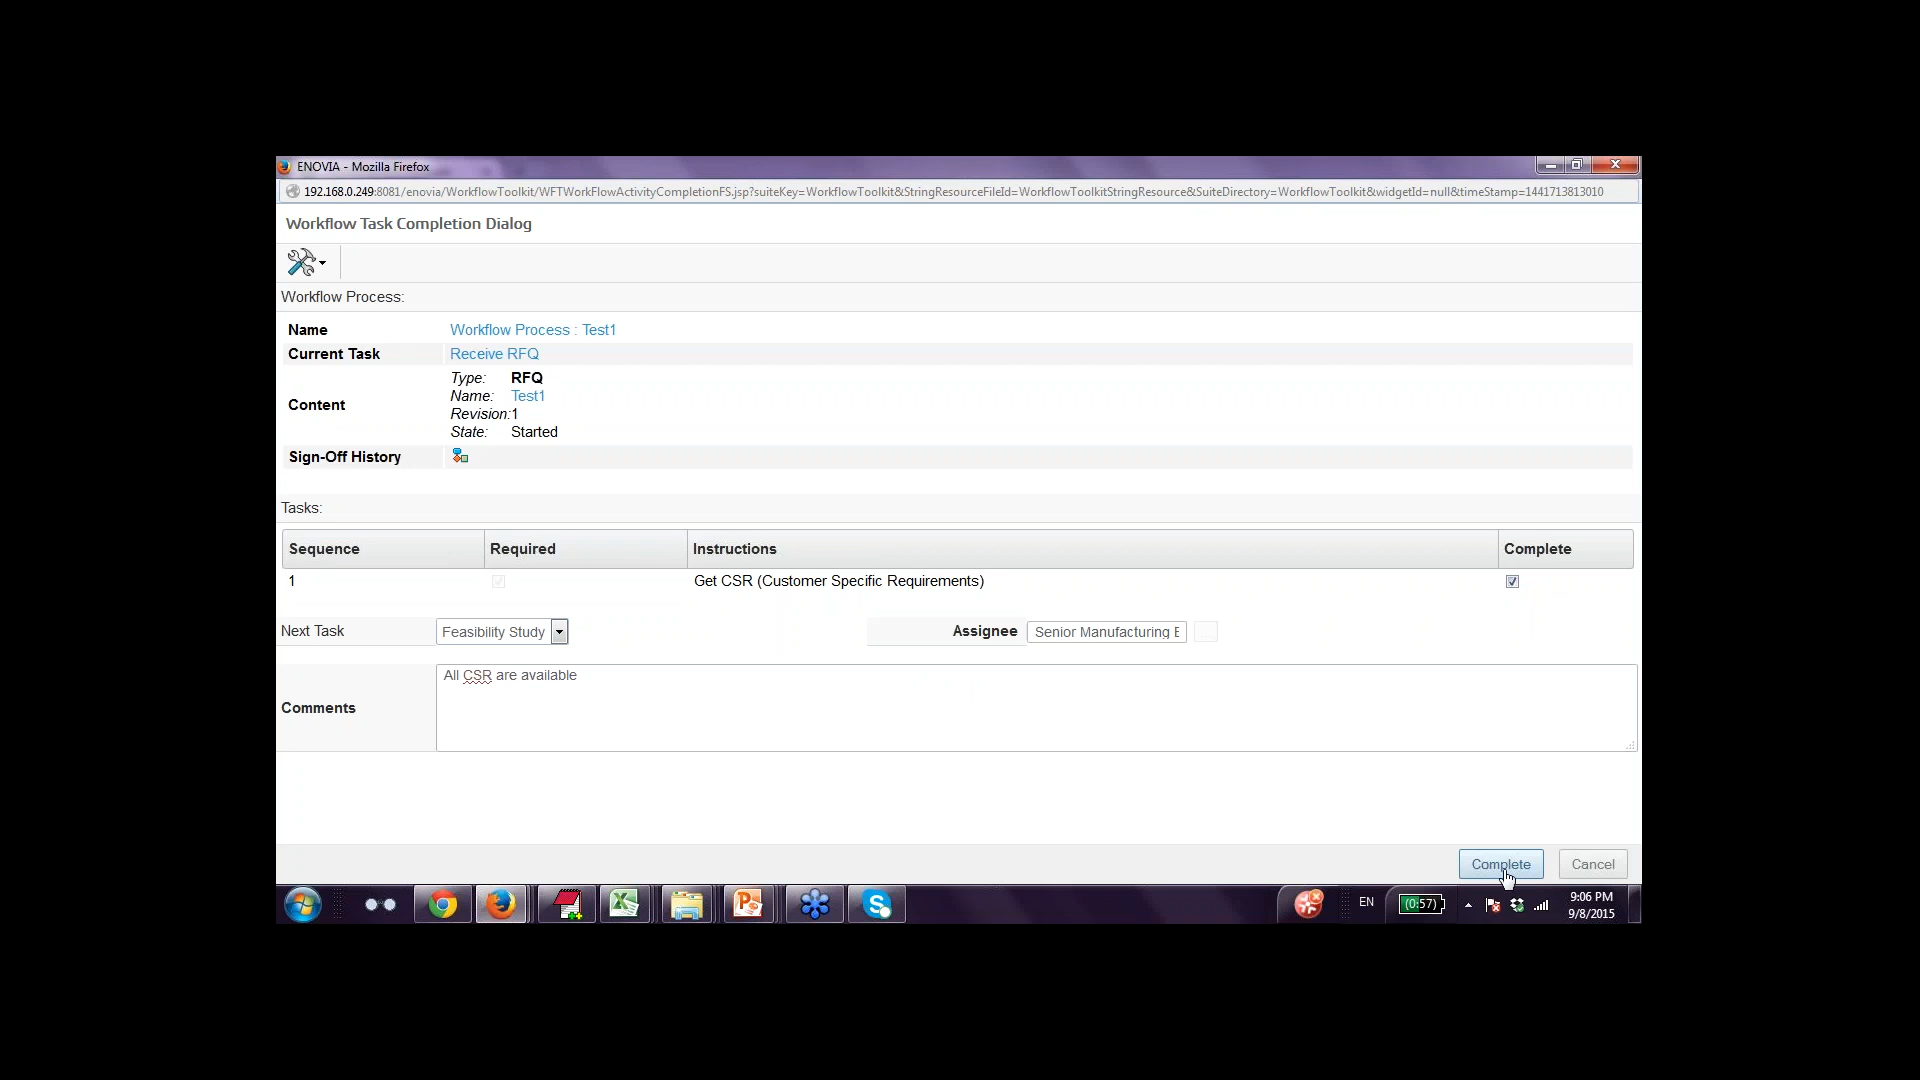 ENOVIA - Mozilla Firefox
192.168.0.249:8081/enovia/WorkflowToolkit/WFTWorkFlowActivityCompletionFS.jsp?suiteKey=WorkflowToolkit&StringResourceFileId=WorkflowToolkitStringResource&SuiteDirectory=WorkflowToolkit&widgetId=null&timeStamp=1441713813010
Workflow Task Completion Dialog
Workflow Process:
Name Workflow Process : Test1
Current Task Receive RFQ
Content
Type: RFQ
Name: Test1
Revision:1
State: Started
Sign-Off History
Tasks:
Sequence Required Instructions Complete
1 Get CSR (Customer Specific Requirements)
Next Task Feasibility Study Assignee Senior Manufacturing E
Comments
All CSR are available
Complete Cancel
EN (0:57) 9:06 PM
9/8/2015